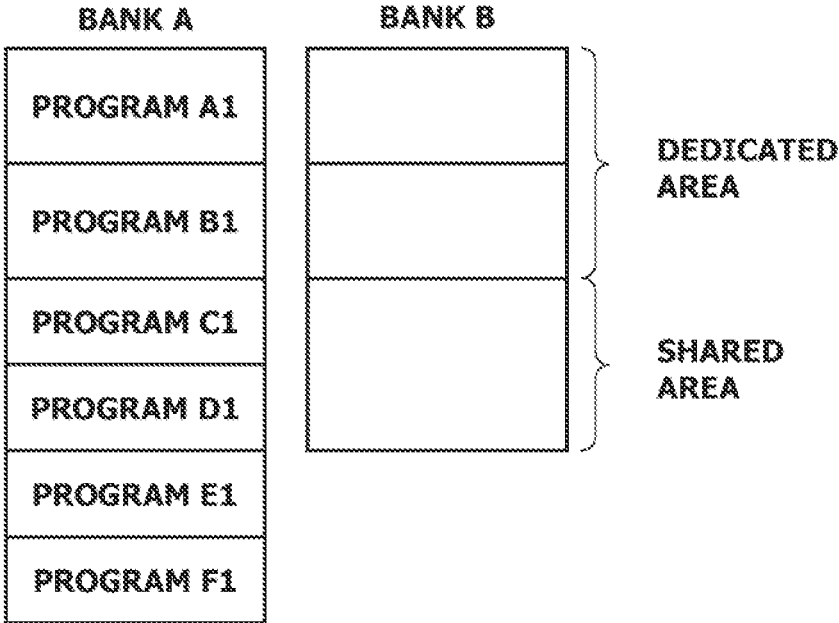 BANK A
BANK B
PROGRAM A1
PROGRAM B1
PROGRAM C1
PROGRAM D1
PROGRAM E1
PROGRAM F1
DEDICATED
AREA
SHARED
AREA